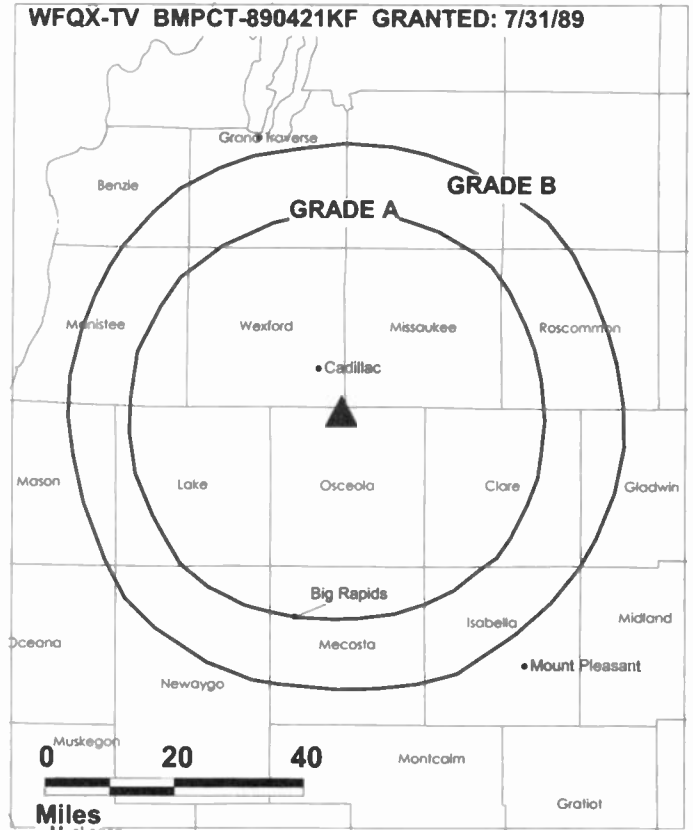 WFQX-TV BMPCT-890421KF GRANTED: 7/31/89
Grand Traverse
Benzie
GRADE B
GRADE A
Manistee
Wexford
Missaukee
Roscommon
Cadillac
Mason
Lake
Osceola
Clare
Gladwin
Big Rapids
Isabella
Midland
Oceana
Mecosta
Mount Pleasant
Newaygo
Muskegon
0 20 40
Montcalm
Miles
Gratiot